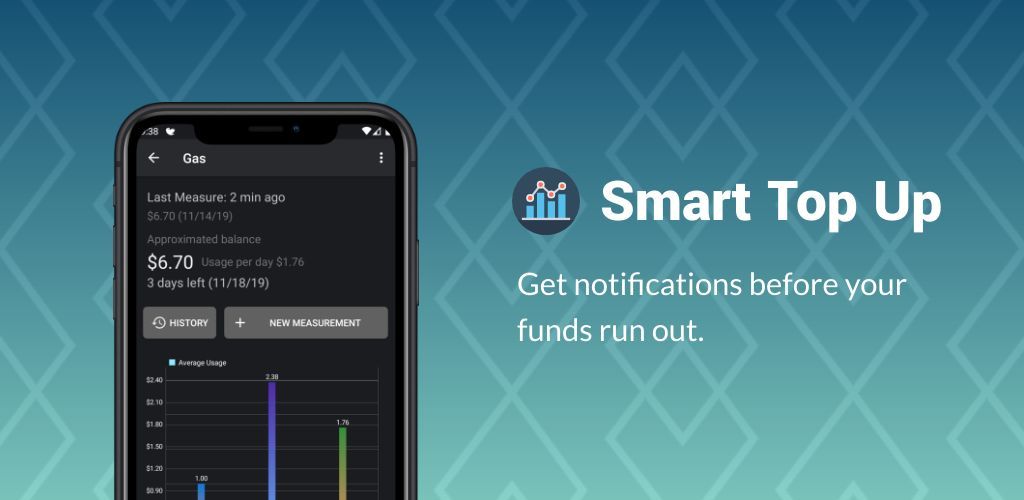 :38
Gas
Last Measure: 2 min ago
$6.70 (11/14/19)
Approximated balance
$6.70 Usage per day $1.76
3 days left (11/18/19)
HISTORY
+ NEW MEASUREMENT
Average Usage
2.38
$2.40
$2.10
1.76
$1.80
$1.50
$1.20
1.00
$0.90
Smart Top Up
Get notifications before your
funds run out.